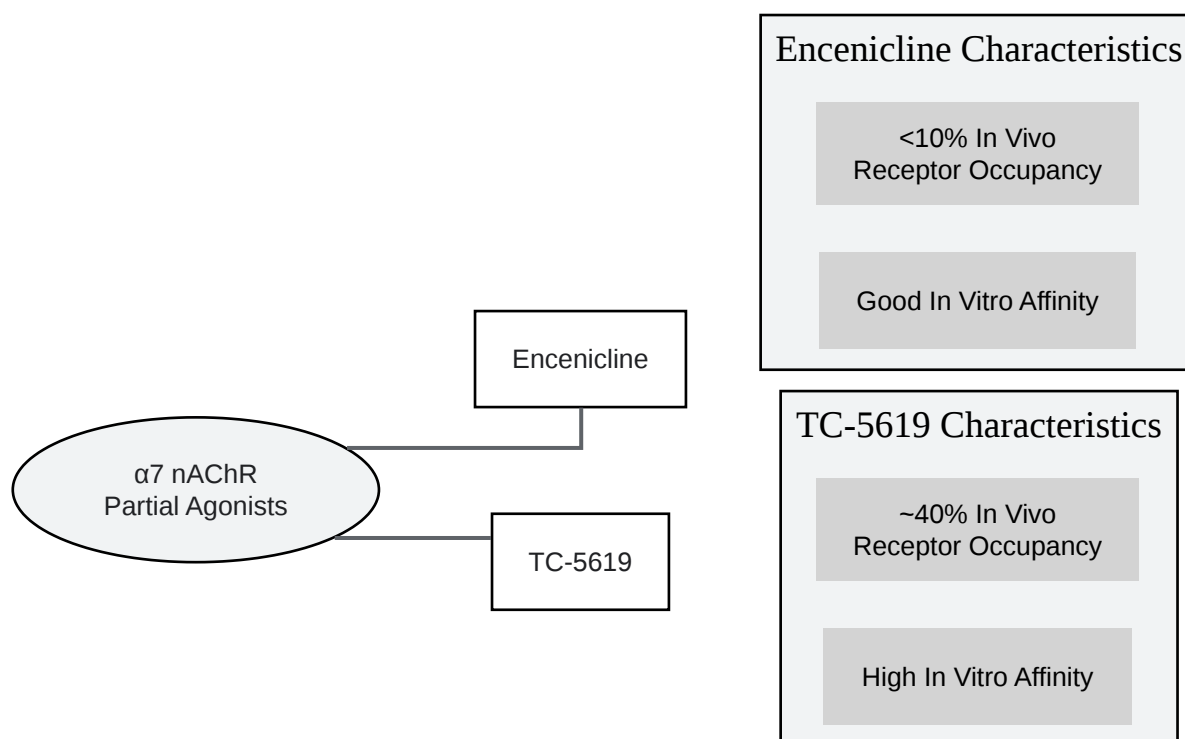 Encenicline Characteristics
<10% In Vivo
Receptor Occupancy
Good In Vitro Affinity
Encenicline
α7 nAChR
Partial Agonists
TC-5619
TC-5619 Characteristics
~40% In Vivo
Receptor Occupancy
High In Vitro Affinity